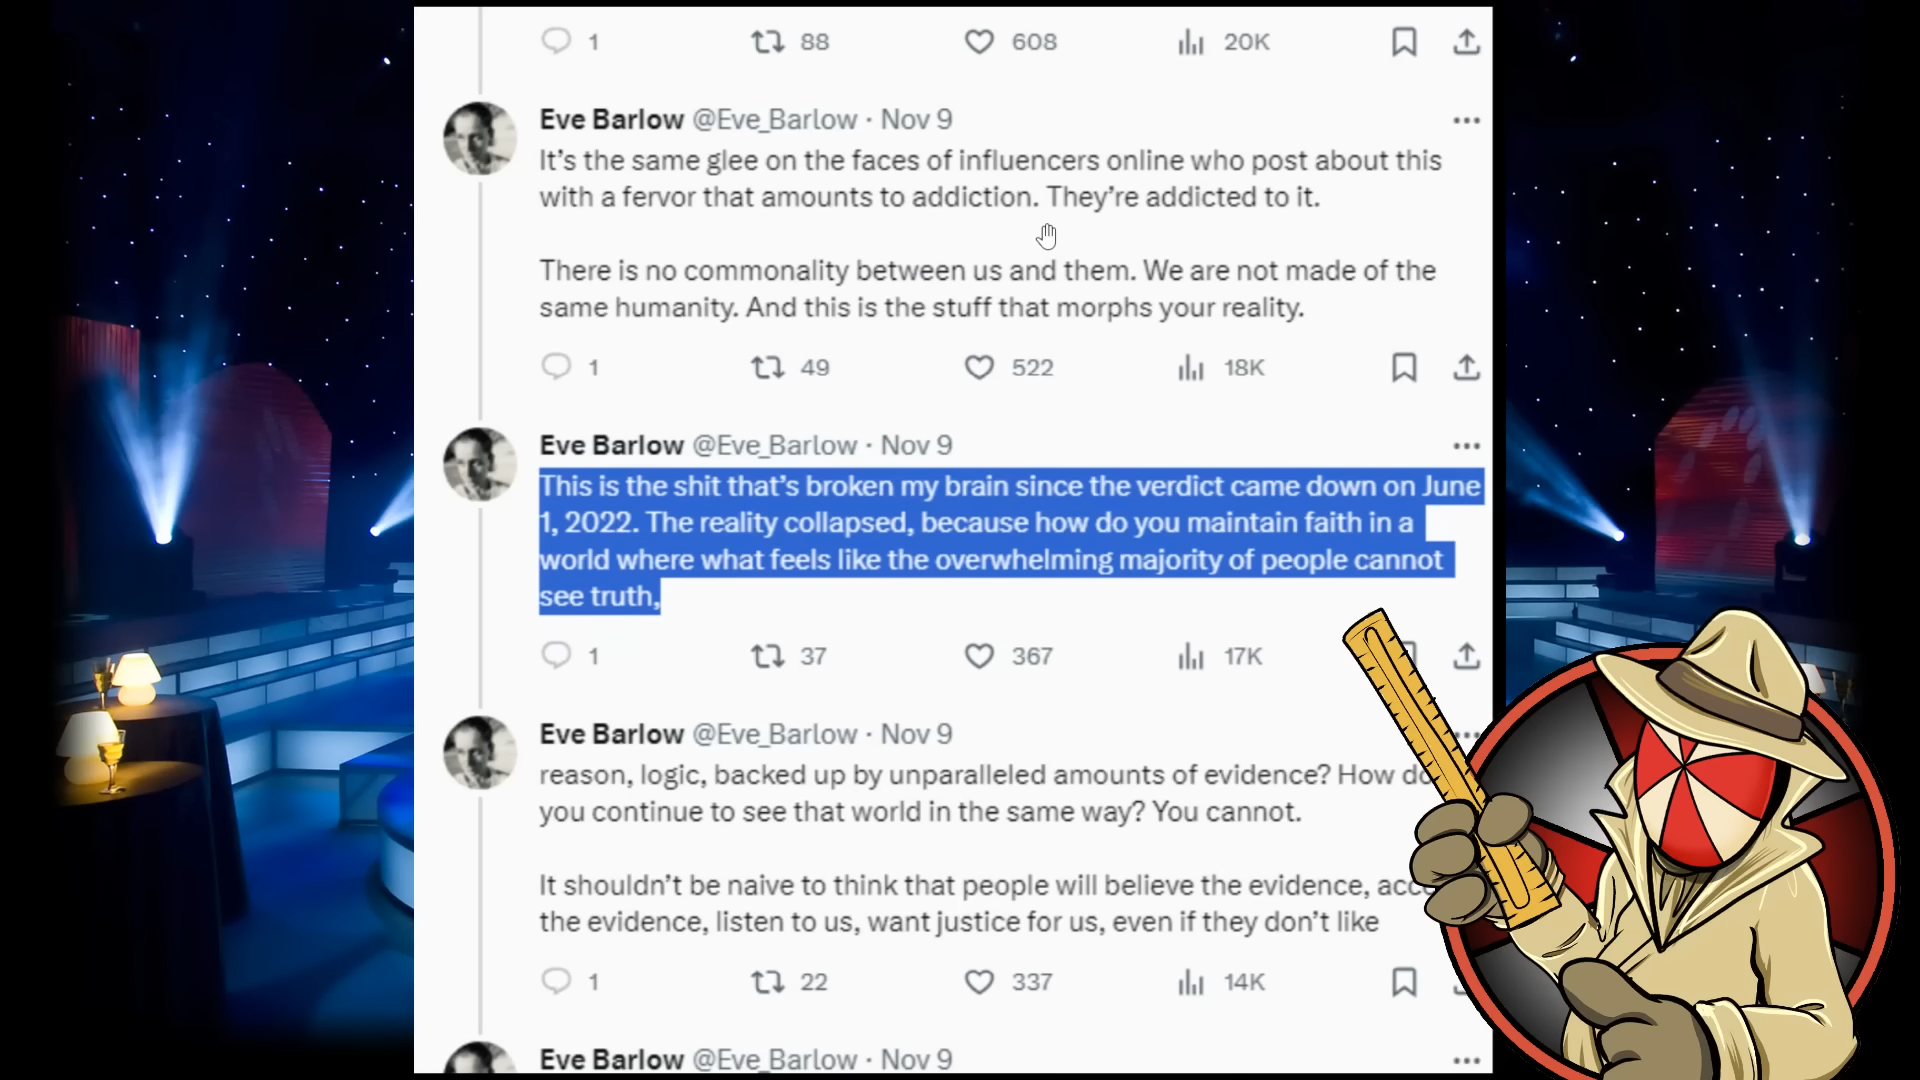 1 88 608 20K
Eve Barlow @Eve_Barlow · Nov 9
It's the same glee on the faces of influencers online who post about this
with a fervor that amounts to addiction. They're addicted to it.
There is no commonality between us and them. We are not made of the
same humanity. And this is the stuff that morphs your reality.
1 49 522 18K
Eve Barlow @Eve_Barlow · Nov 9
This is the shit that's broken my brain since the verdict came down on June
1, 2022. The reality collapsed, because how do you maintain faith in a
world where what feels like the overwhelming majority of people cannot
see truth,
1 37 367 17K
Eve Barlow @Eve_Barlow · Nov 9
reason, logic, backed up by unparalleled amounts of evidence? How do
you continue to see that world in the same way? You cannot.
It shouldn't be naive to think that people will believe the evidence,
the evidence, listen to us, want justice for us, even if they don't like
1 22 337 14K
Eve Barlow @Eve_Barlow · Nov 9